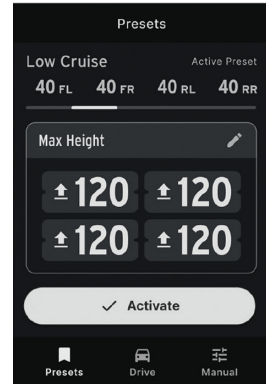 Presets
Low Cruise Active Preset
40 FL 40 FR 40 RL 40 RR
Max Height
120 120
120 120
Activate
Presets Drive Manual